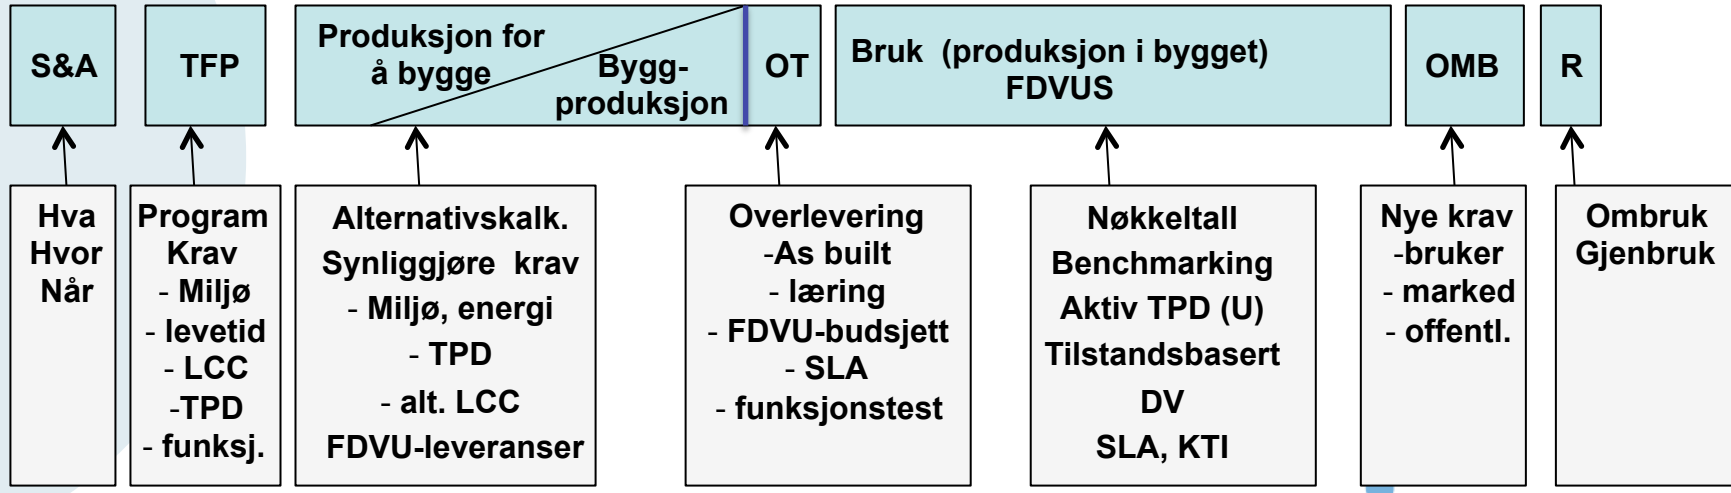 S&A
TFP
Produksjon for
å bygge
Bygg-
produksjon
OT
Bruk (produksjon i bygget)
FDVUS
OMB
R
Hva
Hvor
Når
Program
Krav
- Miljø
- levetid
- LCC
-TPD
- funksj.
Alternativskalk.
Synliggjøre krav
- Miljø, energi
- TPD
- alt. LCC
FDVU-leveranser
Overlevering
-As built
- læring
- FDVU-budsjett
- SLA
- funksjonstest
Nøkkeltall
Benchmarking
Aktiv TPD (U)
Tilstandsbasert
DV
SLA, KTI
Nye krav
-bruker
- marked
- offentl.
Ombruk
Gjenbruk